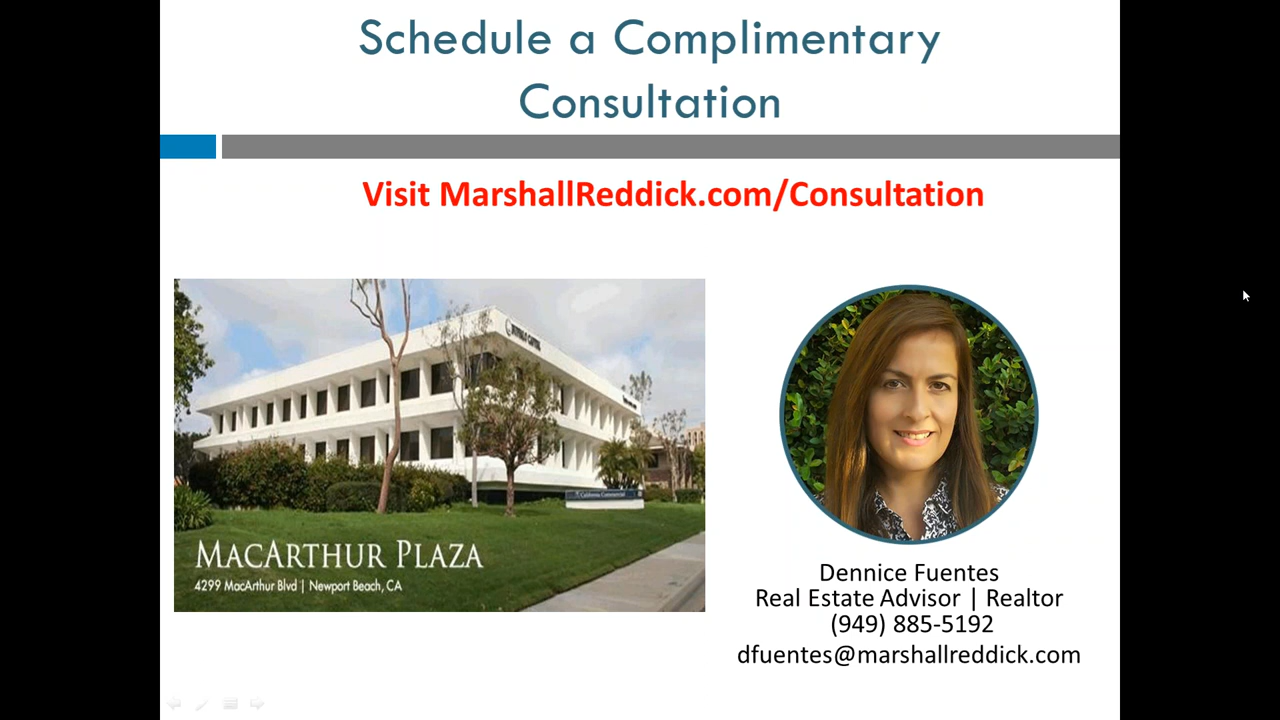 Schedule a Complimentary
Consultation
Visit MarshallReddick.com/Consultation
MACARTHUR PLAZA
4299 MacArthur Blvd | Newport Beach, CA
Dennice Fuentes
Real Estate Advisor | Realtor
(949) 885-5192
dfuentes@marshallreddick.com